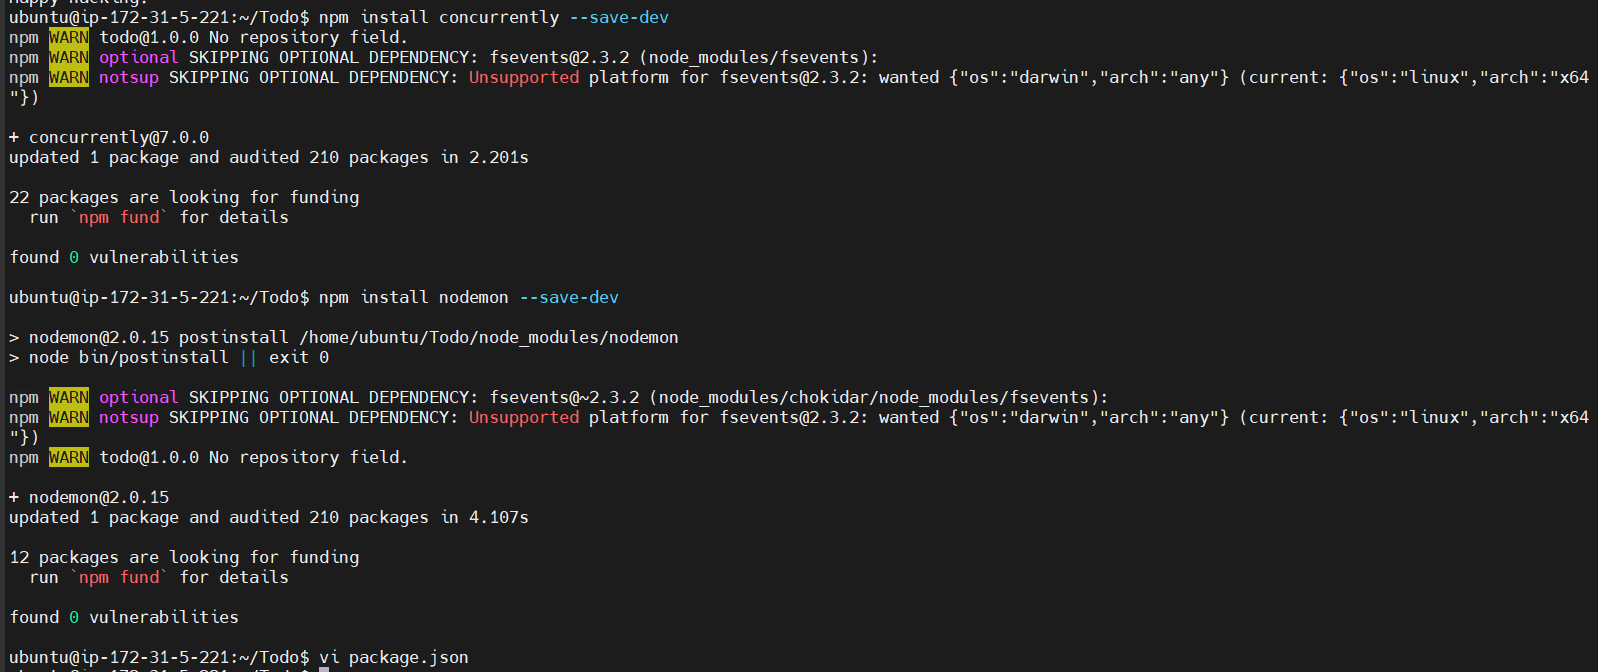 ubuntu@ip-172-31-5-221:~/Todo$ npm install concurrently --save-dev
npm WARN todo@1.0.0 No repository field.
npm WARN optional SKIPPING OPTIONAL DEPENDENCY: fsevents@2.3.2 (node_modules/fsevents):
npm WARN notsup SKIPPING OPTIONAL DEPENDENCY: Unsupported platform for fsevents@2.3.2: wanted {"os":"darwin","arch":"any"} (current: {"os":"linux","arch":"x64
"})
+ concurrently@7.0.0
updated 1 package and audited 210 packages in 2.201s
22 packages are looking for funding
  run `npm fund` for details
found 0 vulnerabilities
ubuntu@ip-172-31-5-221:~/Todo$ npm install nodemon --save-dev
> nodemon@2.0.15 postinstall /home/ubuntu/Todo/node_modules/nodemon
> node bin/postinstall || exit 0
npm WARN optional SKIPPING OPTIONAL DEPENDENCY: fsevents@~2.3.2 (node_modules/chokidar/node_modules/fsevents):
npm WARN notsup SKIPPING OPTIONAL DEPENDENCY: Unsupported platform for fsevents@2.3.2: wanted {"os":"darwin","arch":"any"} (current: {"os":"linux","arch":"x64
"})
npm WARN todo@1.0.0 No repository field.
+ nodemon@2.0.15
updated 1 package and audited 210 packages in 4.107s
12 packages are looking for funding
  run `npm fund` for details
found 0 vulnerabilities
ubuntu@ip-172-31-5-221:~/Todo$ vi package.json